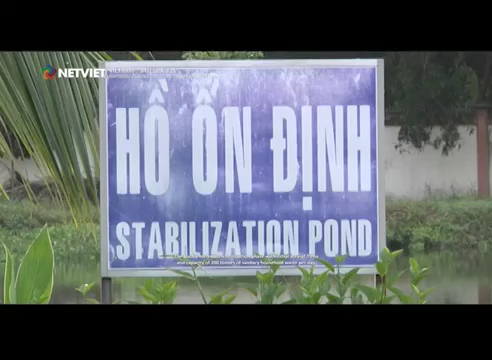 NETVIET
HỒ ỔN ĐỊNH
STABILIZATION POND
and capacity of 200 tonnes of sanitary household waste per day